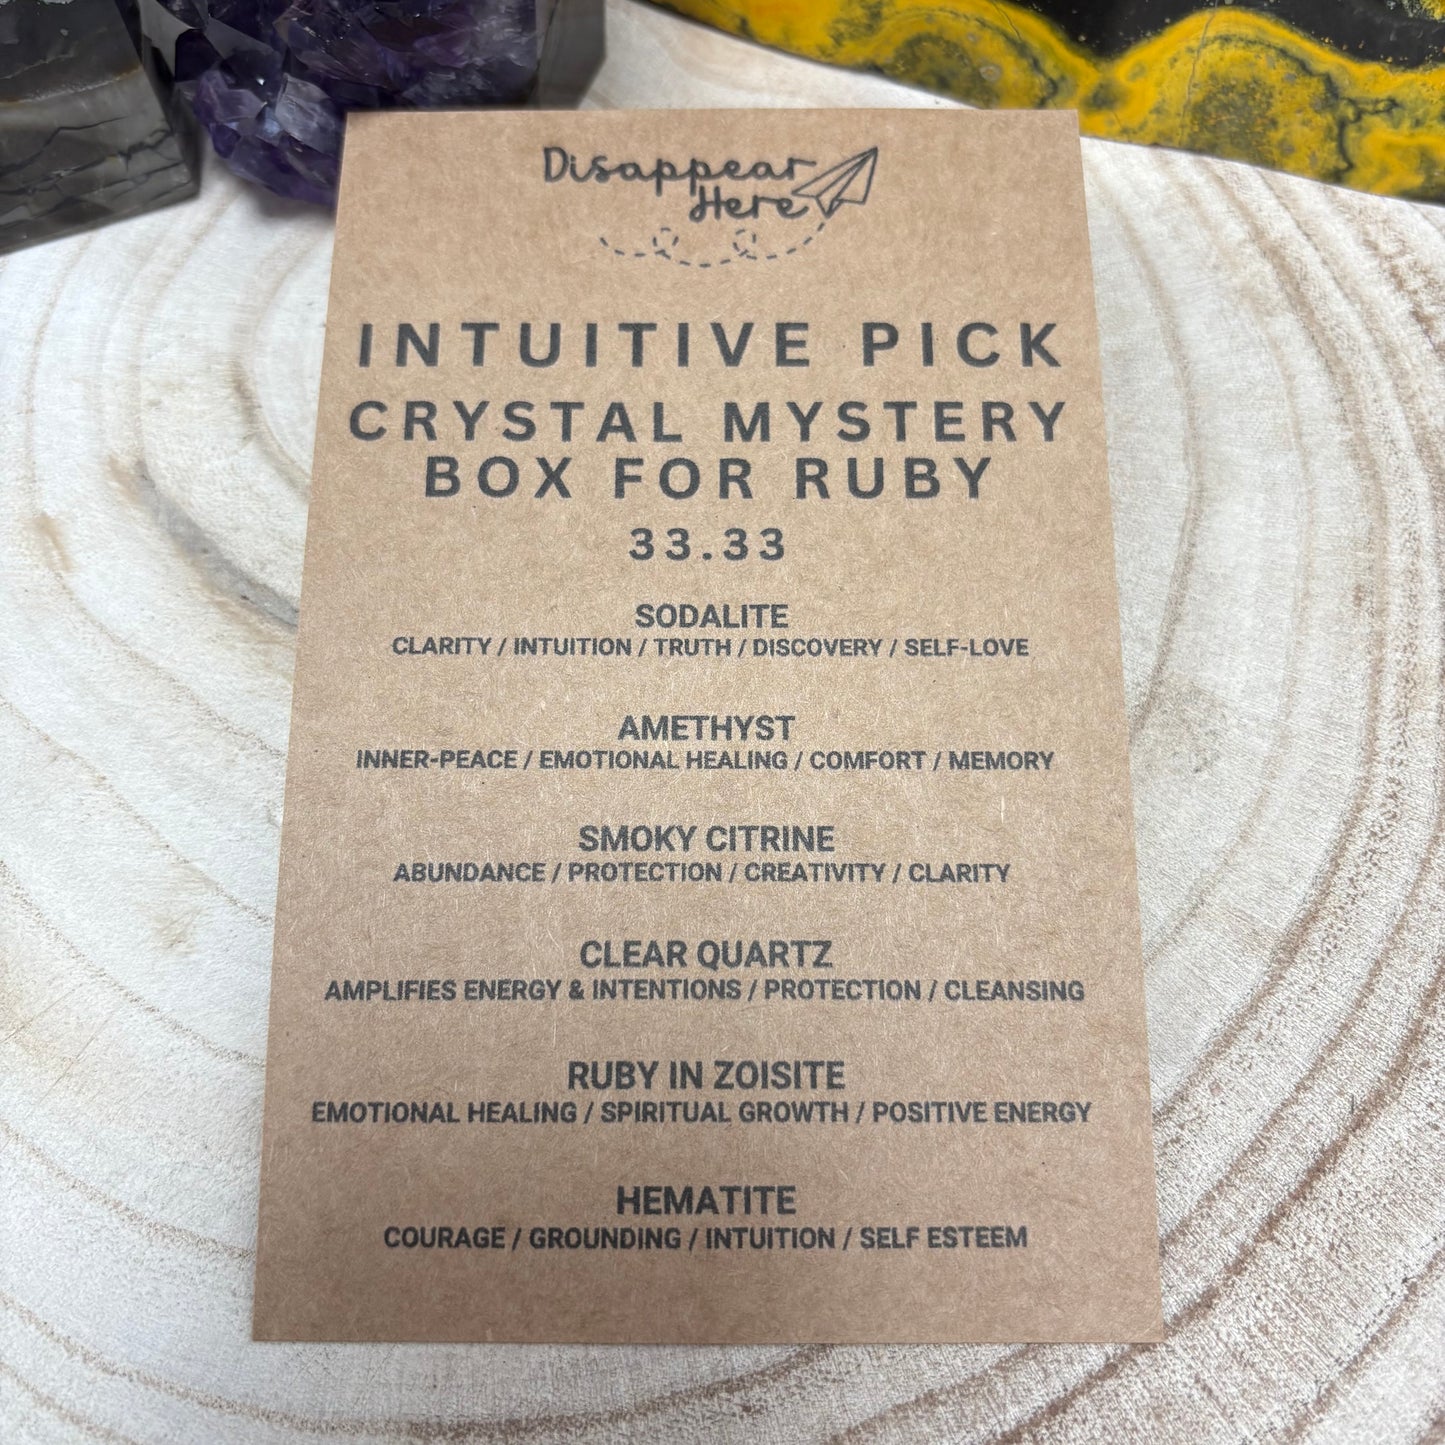 Disappear
Here
INTUITIVE PICK
CRYSTAL MYSTERY
BOX FOR RUBY
33.33
SODALITE
CLARITY / INTUITION / TRUTH / DISCOVERY / SELF-LOVE
AMETHYST
INNER-PEACE / EMOTIONAL HEALING / COMFORT / MEMORY
SMOKY CITRINE
ABUNDANCE / PROTECTION / CREATIVITY / CLARITY
CLEAR QUARTZ
AMPLIFIES ENERGY & INTENTIONS / PROTECTION / CLEANSING
RUBY IN ZOISITE
EMOTIONAL HEALING / SPIRITUAL GROWTH / POSITIVE ENERGY
HEMATITE
COURAGE / GROUNDING / INTUITION / SELF ESTEEM